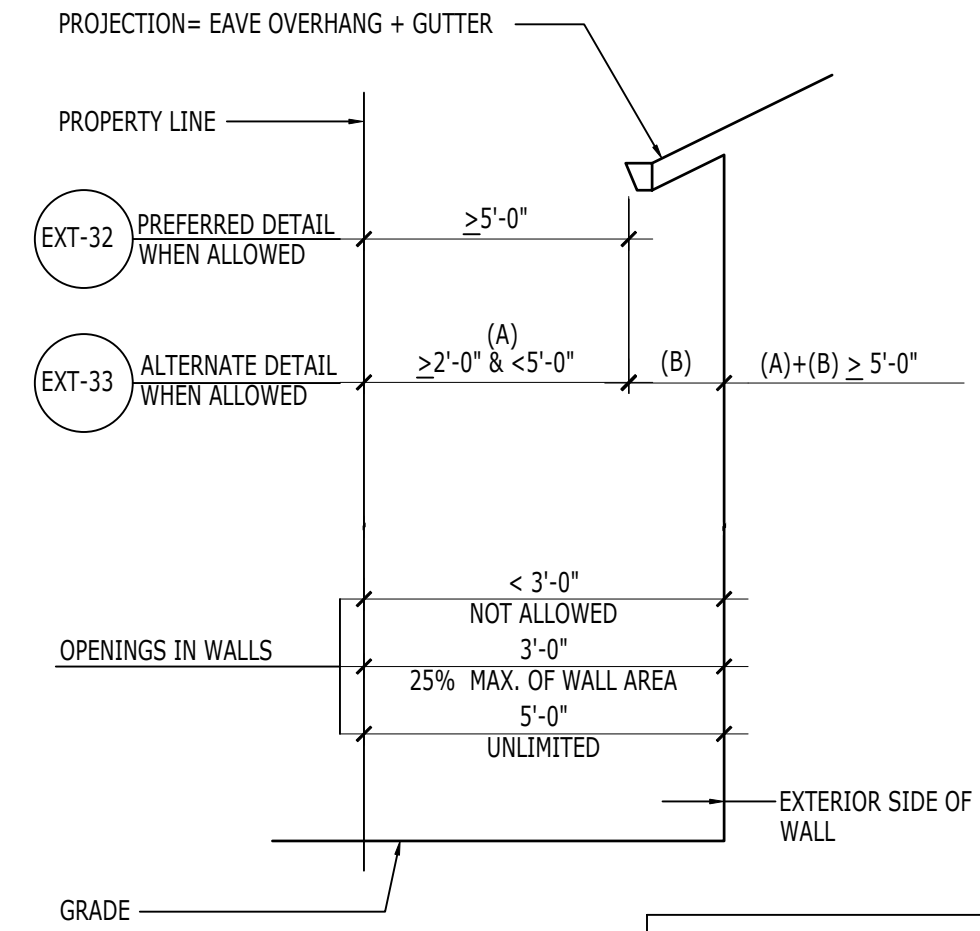 PROJECTION= EAVE OVERHANG + GUTTER
PROPERTY LINE
EXT-32
PREFERRED DETAIL
WHEN ALLOWED
≥5'-0"
EXT-33
ALTERNATE DETAIL
WHEN ALLOWED
(A)
≥2'-0" & <5'-0"
(B)
(A)+(B) ≥ 5'-0"
OPENINGS IN WALLS
< 3'-0"
NOT ALLOWED
3'-0"
25% MAX. OF WALL AREA
5'-0"
UNLIMITED
EXTERIOR SIDE OF
WALL
GRADE